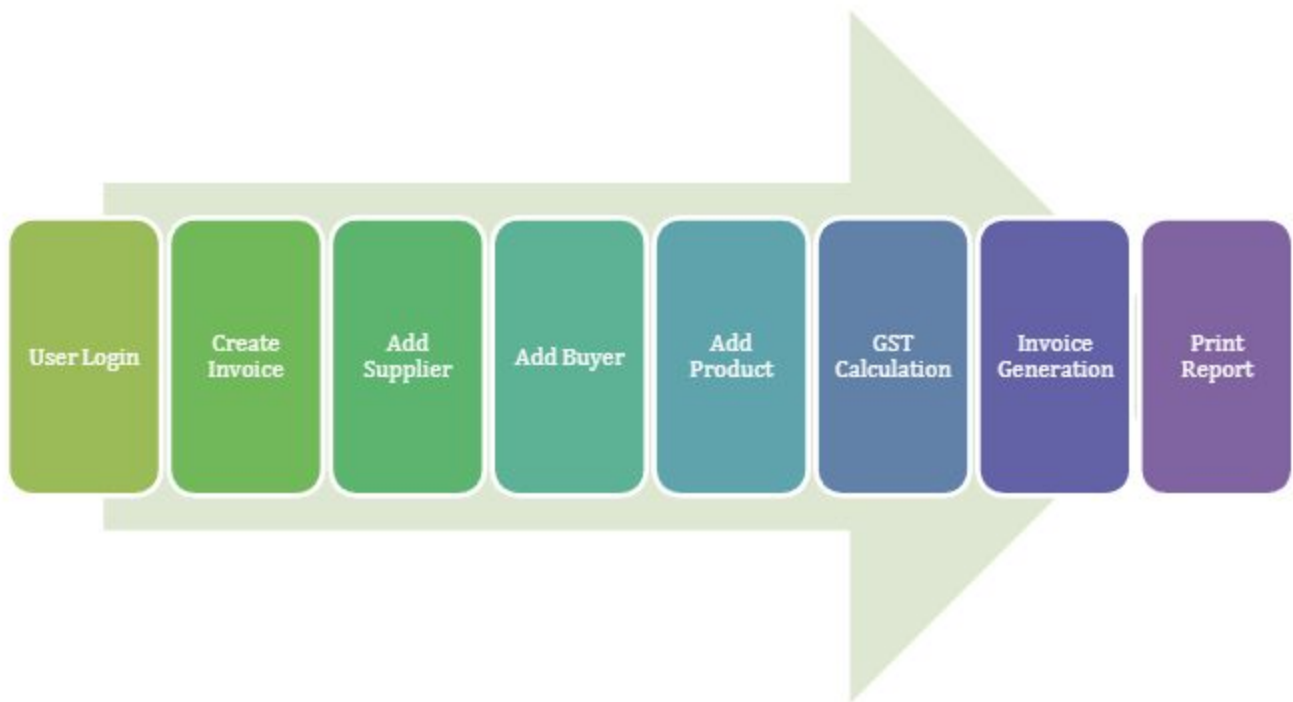 User Login
Create
Invoice
Add
Supplier
Add Buyer
Add
Product
GST
Calculation
Invoice
Generation
Print
Report